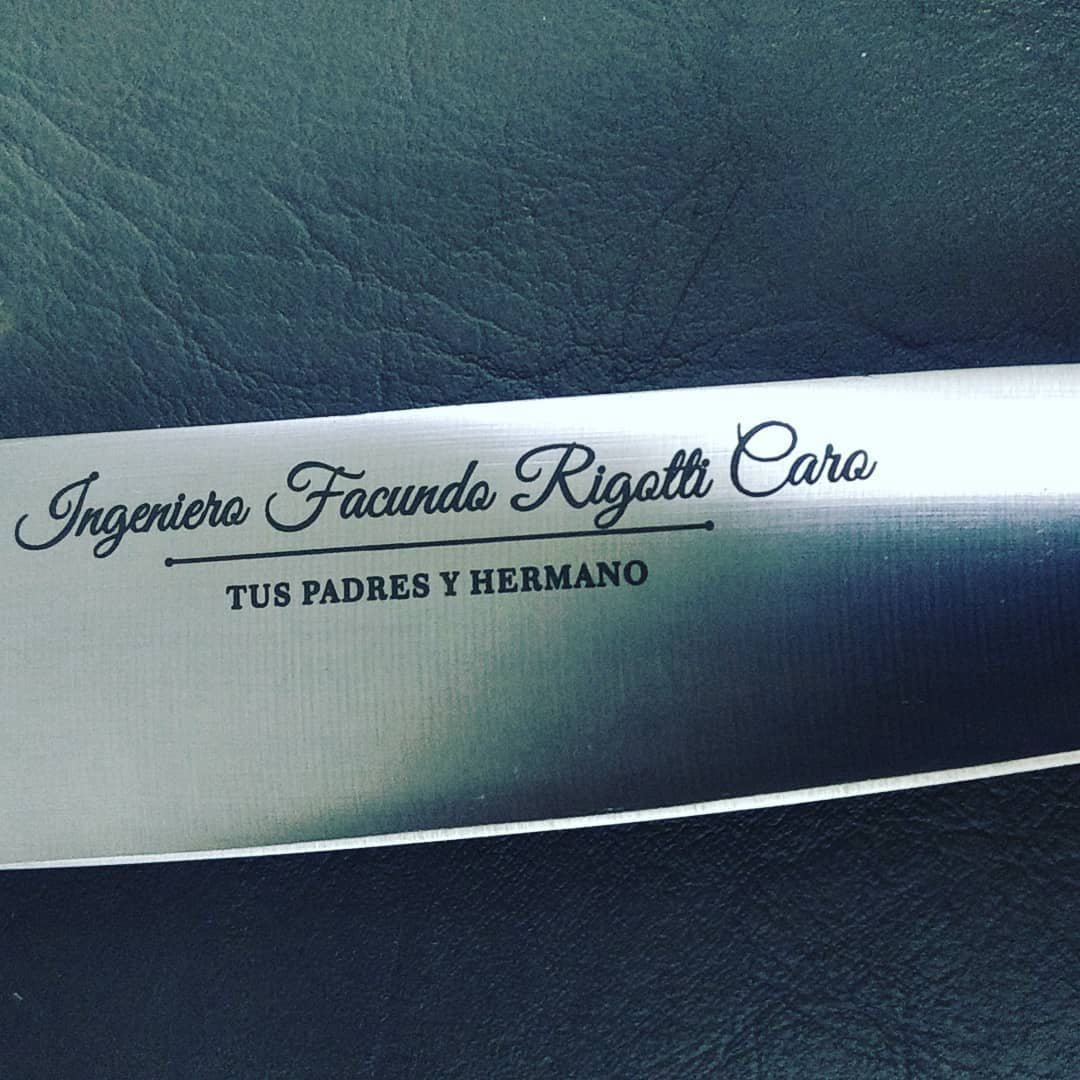 Ingeniero Facundo Rigotti Caro
TUS PADRES Y HERMANO